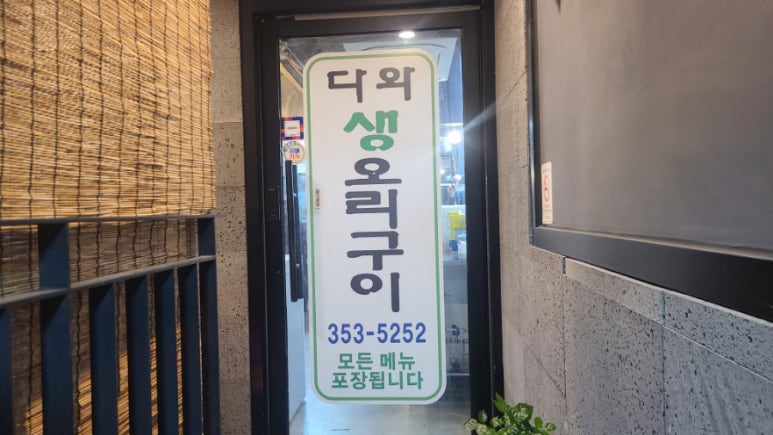 다와
생
오리구이
353-5252
모든 메뉴
포장됩니다